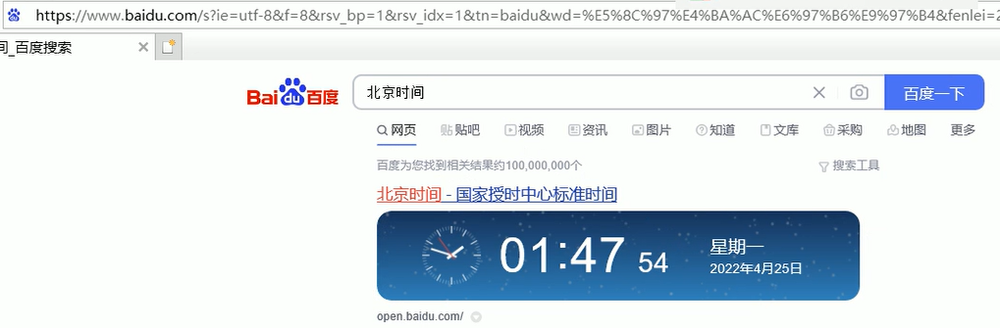 https://www.baidu.com/s?ie=utf-8&f=8&rsv_bp=1&rsv_idx=1&tn=baidu&wd=%E5%8C%97%E4%BA%AC%E6%97%B6%E9%97%B4&fenlei=2
间_百度搜索
Bai du 百度 北京时间 百度一下
网页 贴吧 视频 资讯 图片 知道 文库 采购 地图 更多
百度为您找到相关结果约100,000,000个 搜索工具
北京时间 - 国家授时中心标准时间
01:47 54 星期一
2022年4月25日
open.baidu.com/